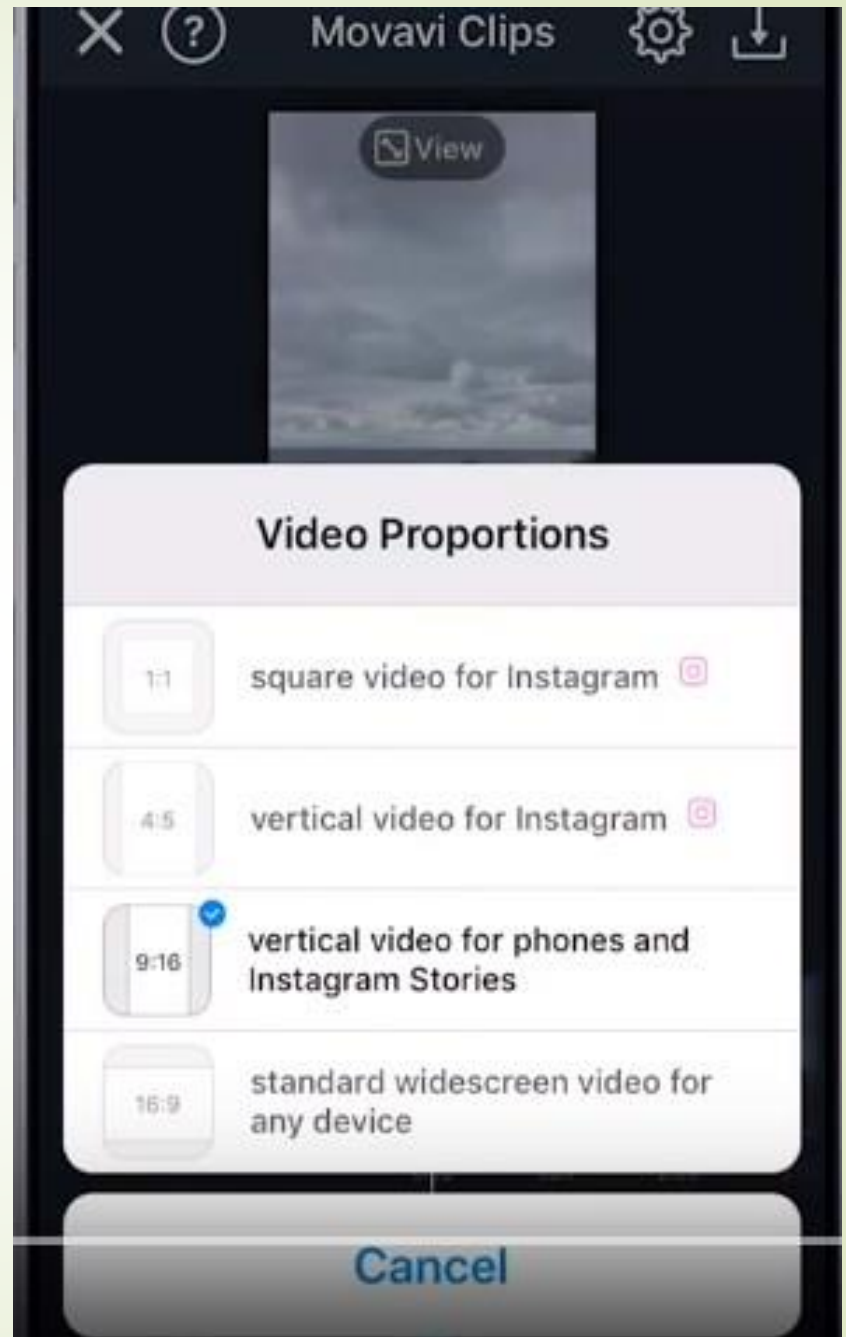 Movavi Clips
View
Video Proportions
1:1
square video for Instagram
4:5
vertical video for Instagram
9:16
vertical video for phones and
Instagram Stories
16:9
standard widescreen video for
any device
Cancel